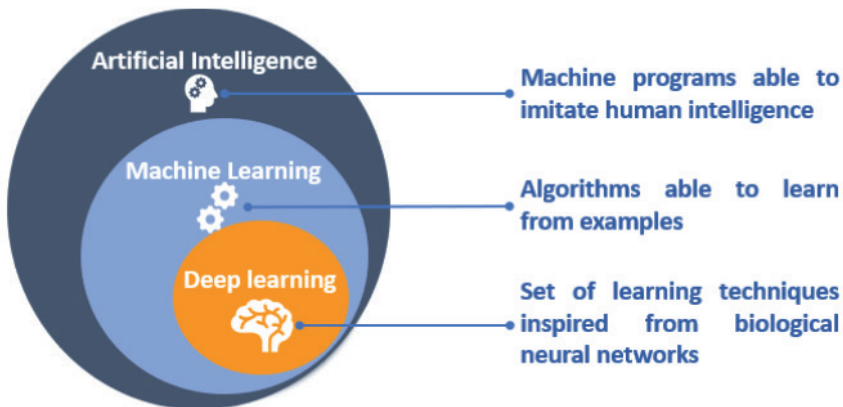 Artificial Intelligence
Machine programs able to
imitate human intelligence
Machine Learning
Algorithms able to learn
from examples
Deep learning
Set of learning techniques
inspired from biological
neural networks